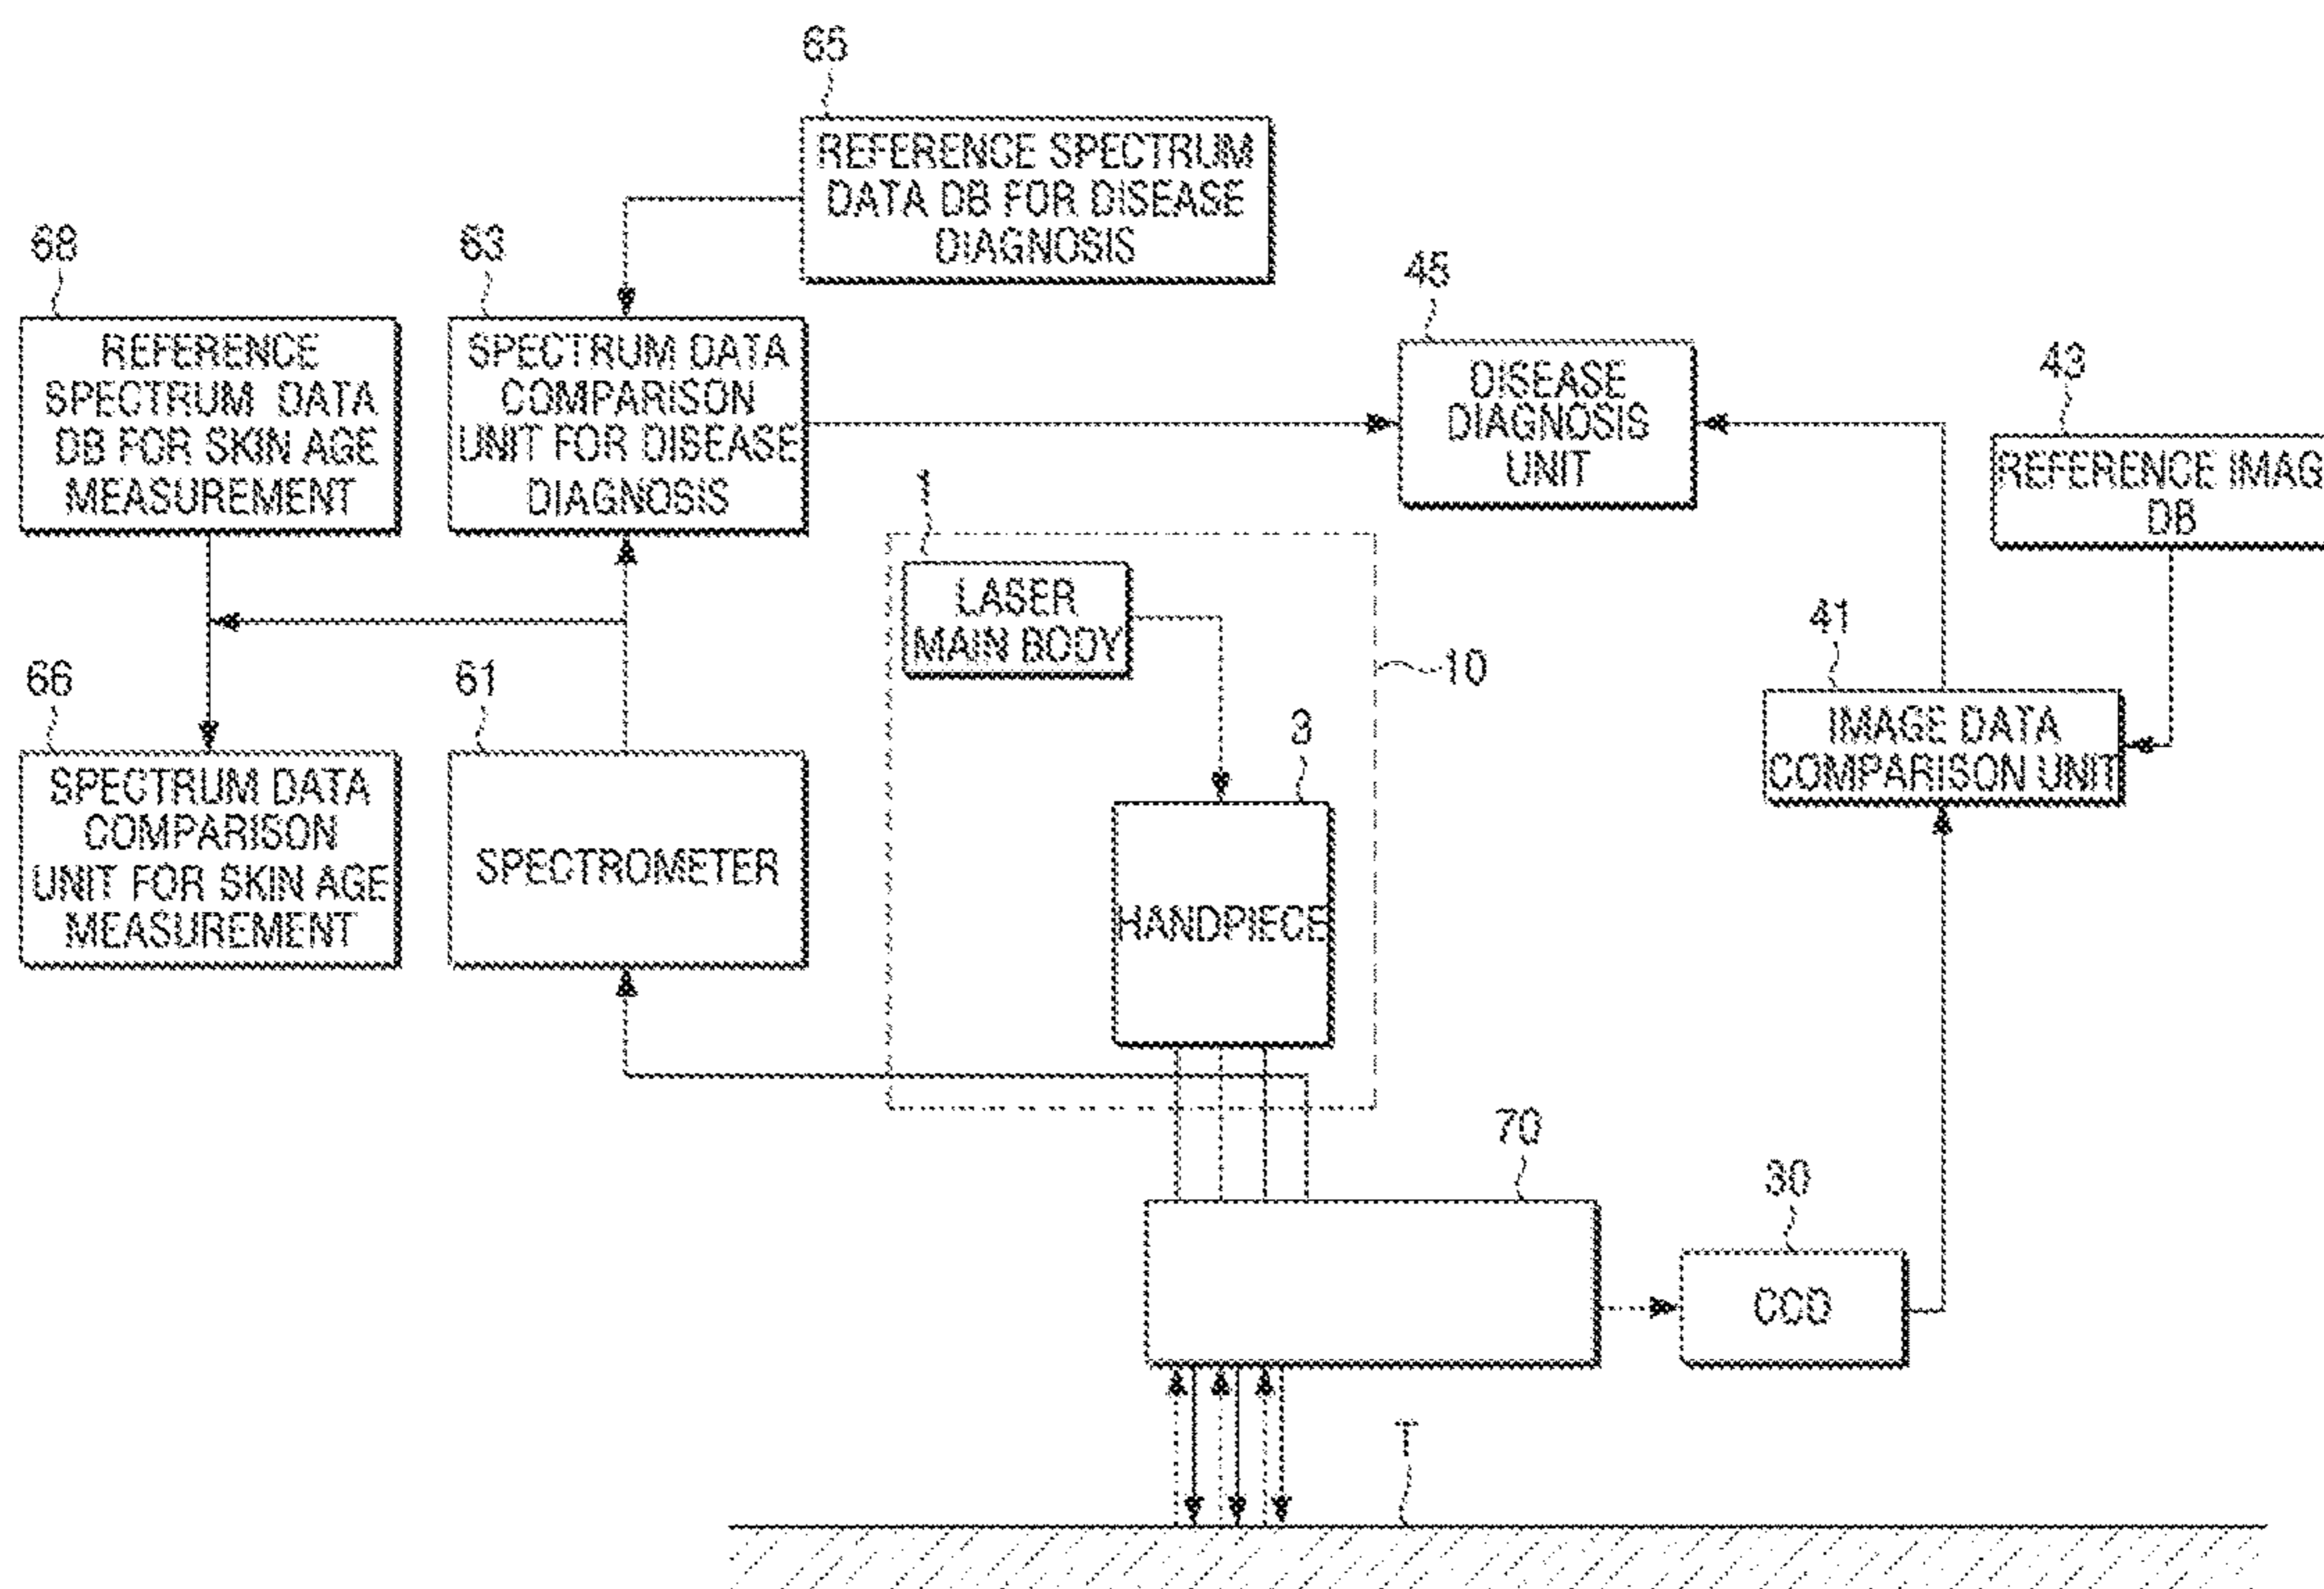 65
REFERENCE SPECTRUM
DATA DB FOR DISEASE
DIAGNOSIS
68
REFERENCE
SPECTRUM DATA
DB FOR SKIN AGE
MEASUREMENT
63
SPECTRUM DATA
COMPARISON
UNIT FOR DISEASE
DIAGNOSIS
45
DISEASE
DIAGNOSIS
UNIT
43
REFERENCE IMAG
DB
1
LASER
MAIN BODY
10
41
IMAGE DATA
COMPARISON UNIT
66
SPECTRUM DATA
COMPARISON
UNIT FOR SKIN AGE
MEASUREMENT
61
SPECTROMETER
3
HANDPIECE
70
30
CCD
T